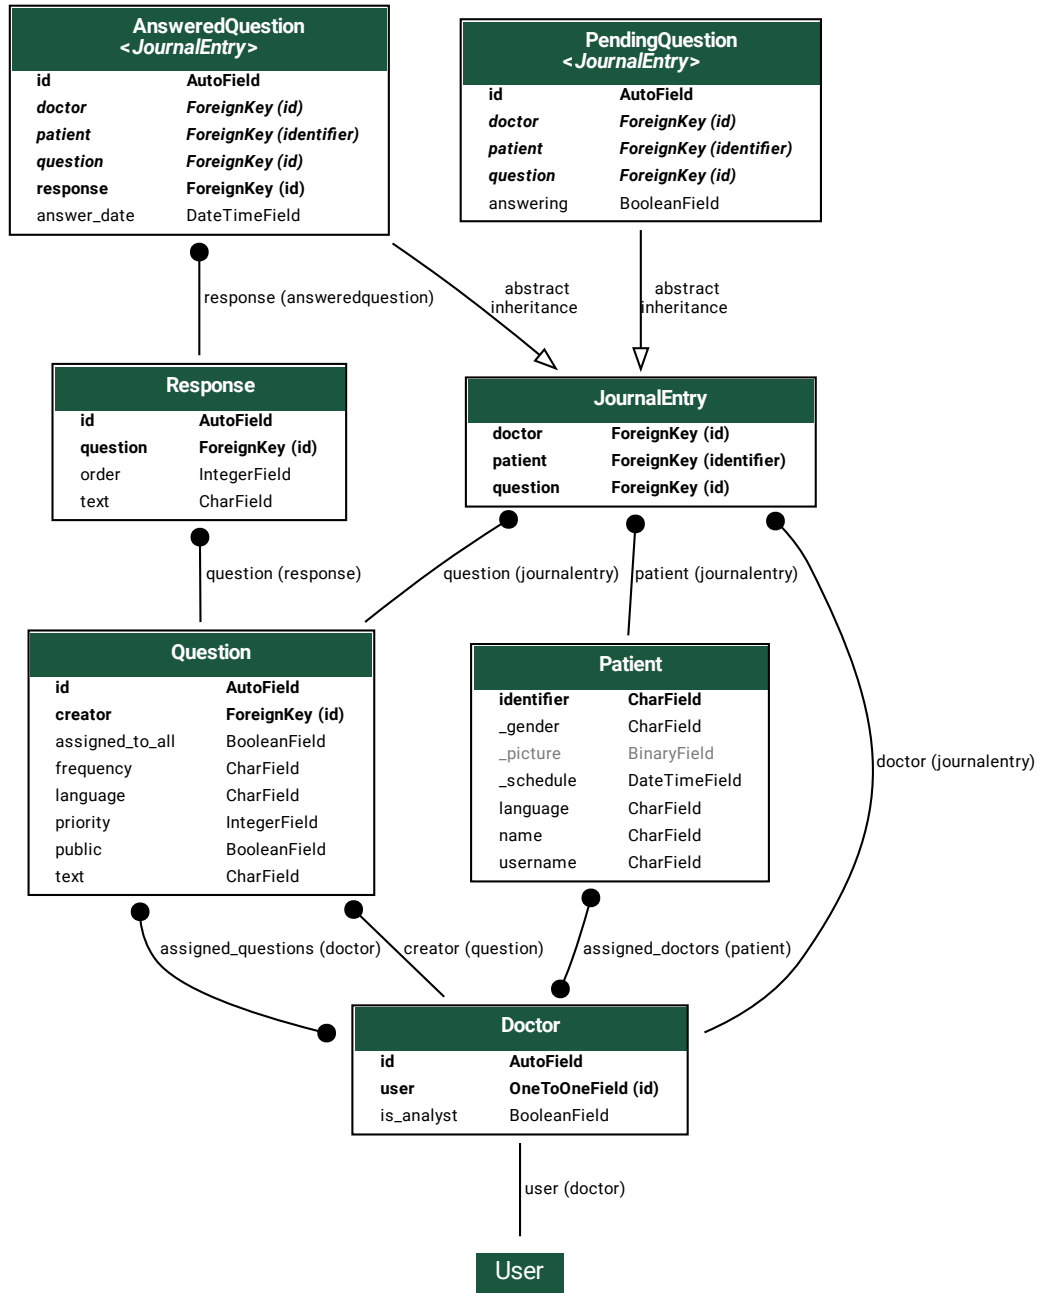 AnsweredQuestion
<JournalEntry>
id AutoField
doctor ForeignKey (id)
patient ForeignKey (identifier)
question ForeignKey (id)
response ForeignKey (id)
answer_date DateTimeField
PendingQuestion
<JournalEntry>
id AutoField
doctor ForeignKey (id)
patient ForeignKey (identifier)
question ForeignKey (id)
answering BooleanField
response (answeredquestion)
abstract
inheritance
abstract
inheritance
Response
id AutoField
question ForeignKey (id)
order IntegerField
text CharField
JournalEntry
doctor ForeignKey (id)
patient ForeignKey (identifier)
question ForeignKey (id)
question (response)
question (journalentry)
patient (journalentry)
Question
id AutoField
creator ForeignKey (id)
assigned_to_all BooleanField
frequency CharField
language CharField
priority IntegerField
public BooleanField
text CharField
Patient
identifier CharField
_gender CharField
_picture BinaryField
_schedule DateTimeField
language CharField
name CharField
username CharField
doctor (journalentry)
assigned_questions (doctor)
creator (question)
assigned_doctors (patient)
Doctor
id AutoField
user OneToOneField (id)
is_analyst BooleanField
user (doctor)
User